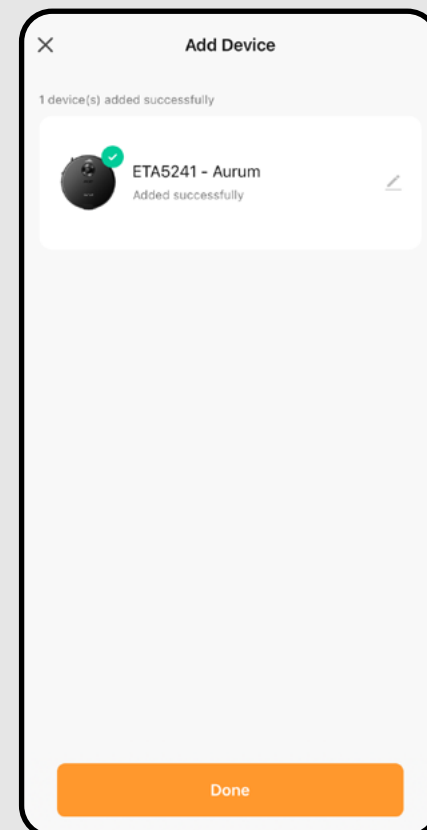 Add Device
1 device(s) added successfully
ETA5241 - Aurum
Added successfully
Done